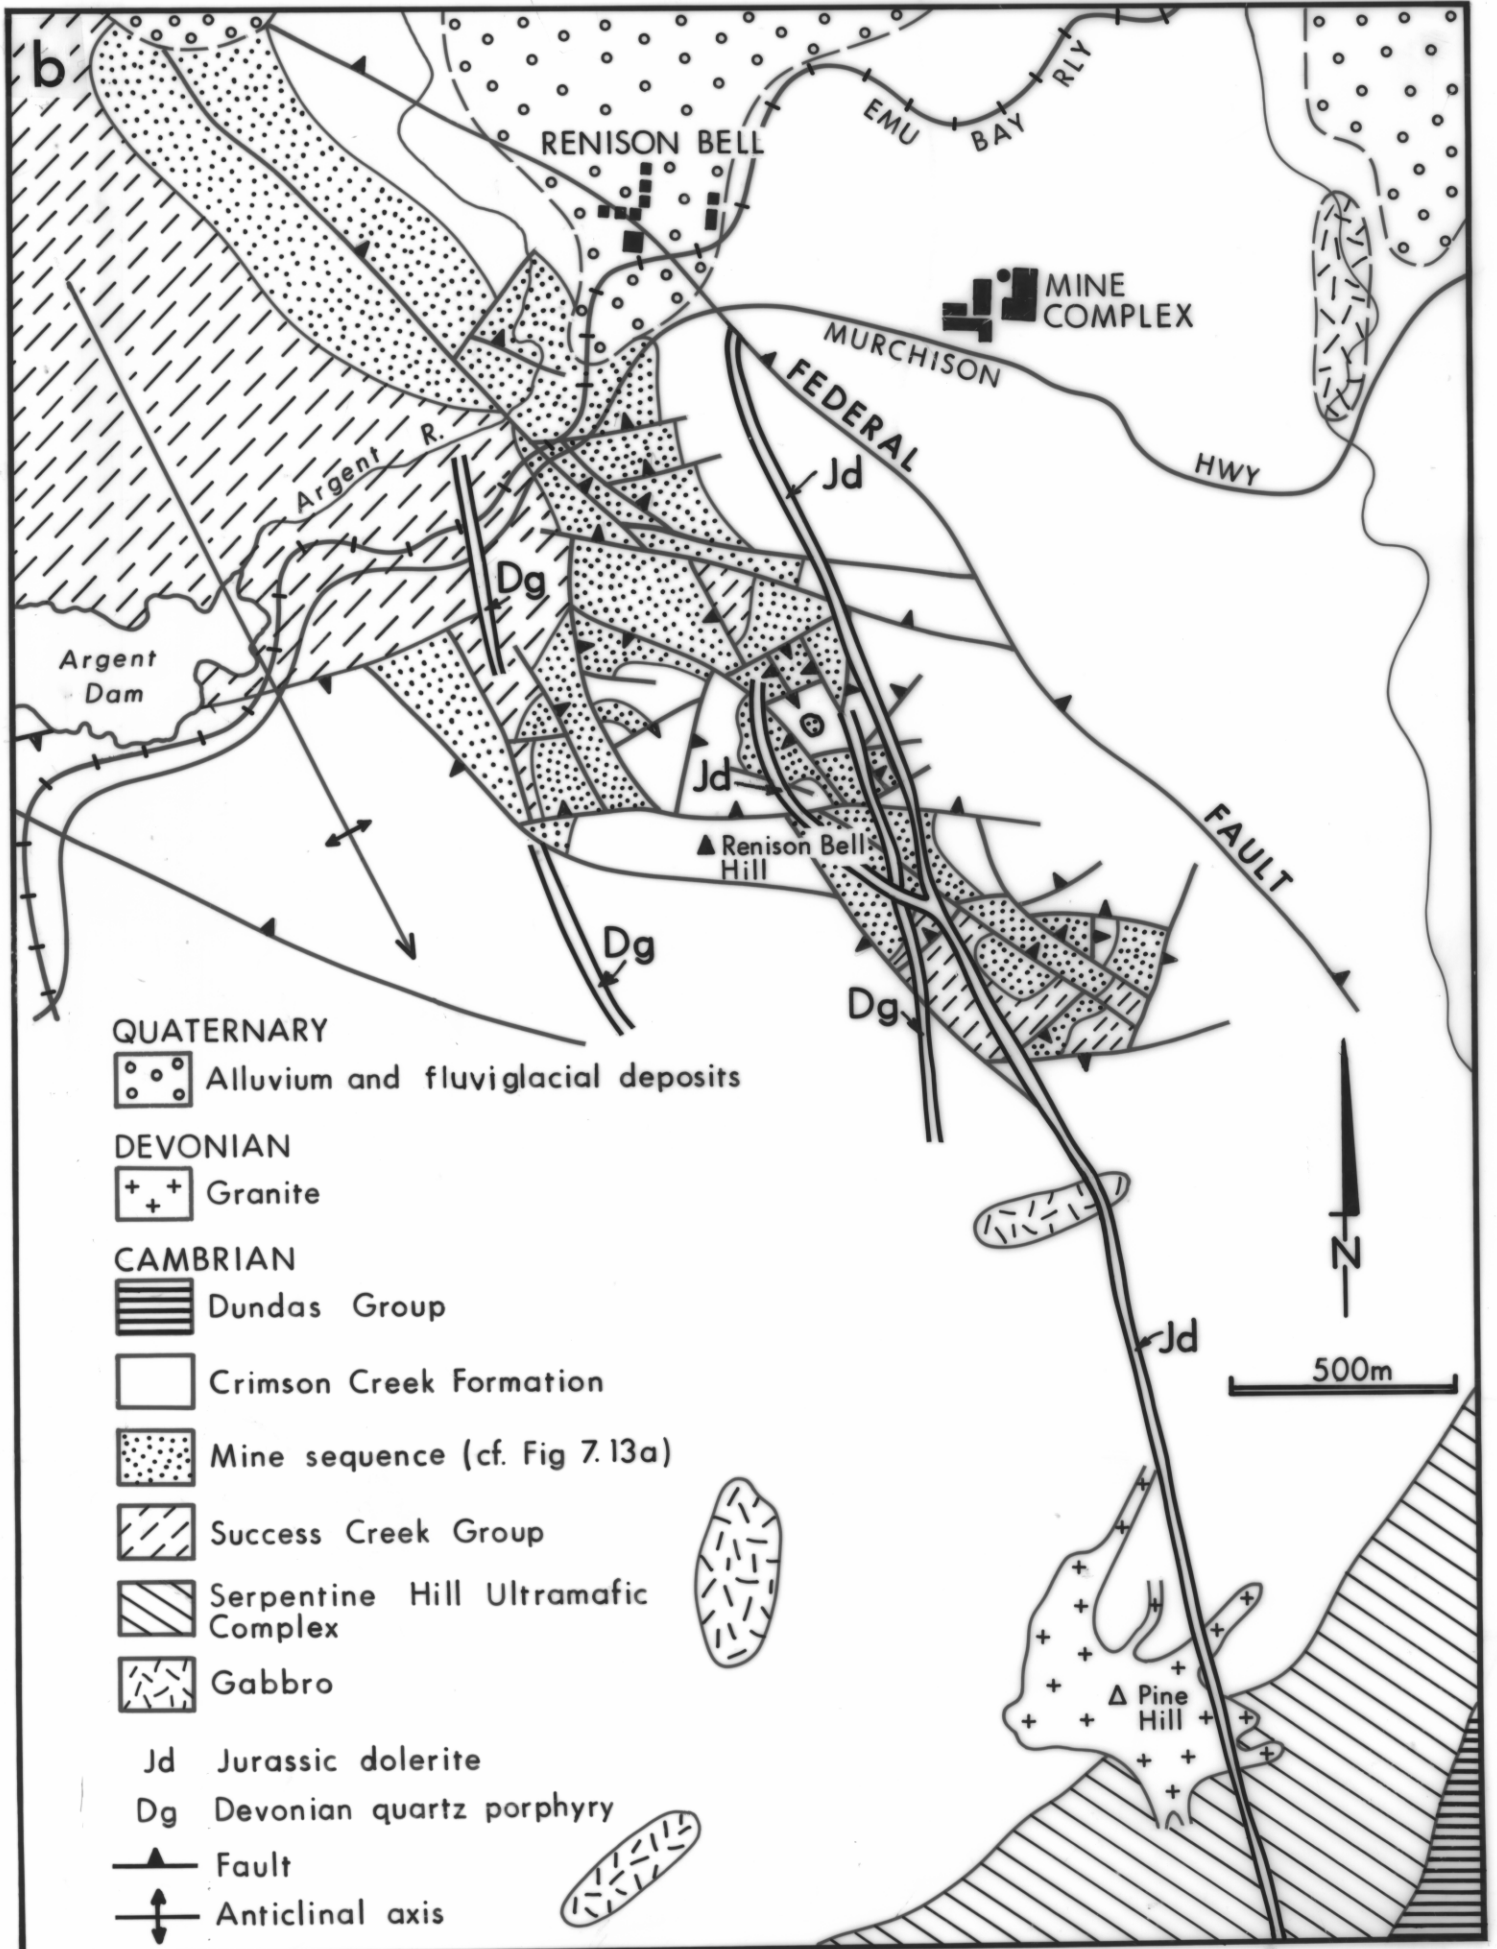 b
RENISON BELL
EMU BAY RLY
MINE
COMPLEX
MURCHISON HWY
FEDERAL FAULT
Jd
Argent R.
Dg
Argent
Dam
Jd
Renison Bell
Hill
Dg
Dg
QUATERNARY
Alluvium and fluviglacial deposits
DEVONIAN
Granite
CAMBRIAN
Dundas Group
Crimson Creek Formation
Mine sequence (cf. Fig 7.13a)
Success Creek Group
Serpentine Hill Ultramafic
Complex
Gabbro
Jd Jurassic dolerite
Dg Devonian quartz porphyry
Fault
Anticlinal axis
N
Jd
500m
Pine
Hill